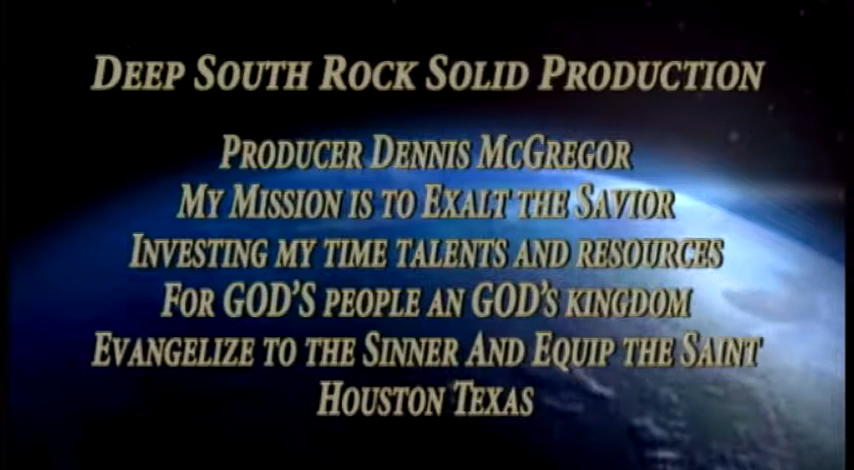 Deep South Rock Solid Production
Producer Dennis McGregor
My Mission is to Exalt the Savior
Investing my time talents and resources
For GOD'S people an GOD's kingdom
Evangelize to the Sinner And Equip the Saint
Houston Texas